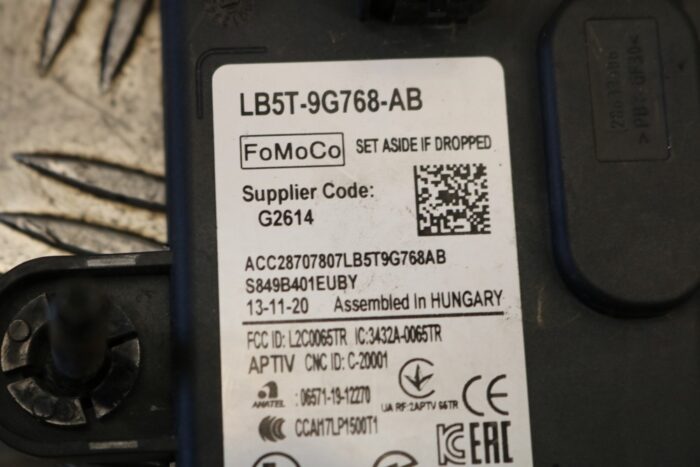 LB5T-9G768-AB
FoMoCo SET ASIDE IF DROPPED
Supplier Code:
G2614
ACC28707807LB5T9G768AB
S849B401EUBY
13-11-20 Assembled in HUNGARY
FCC ID: L2C0065TR IC:3432A-0065TR
APTIV CNC ID: C-20001
ANATEL : 06571-19-12270
UA RF:2APTV 65TR
CE
CCAH17LP1500T1
EAC